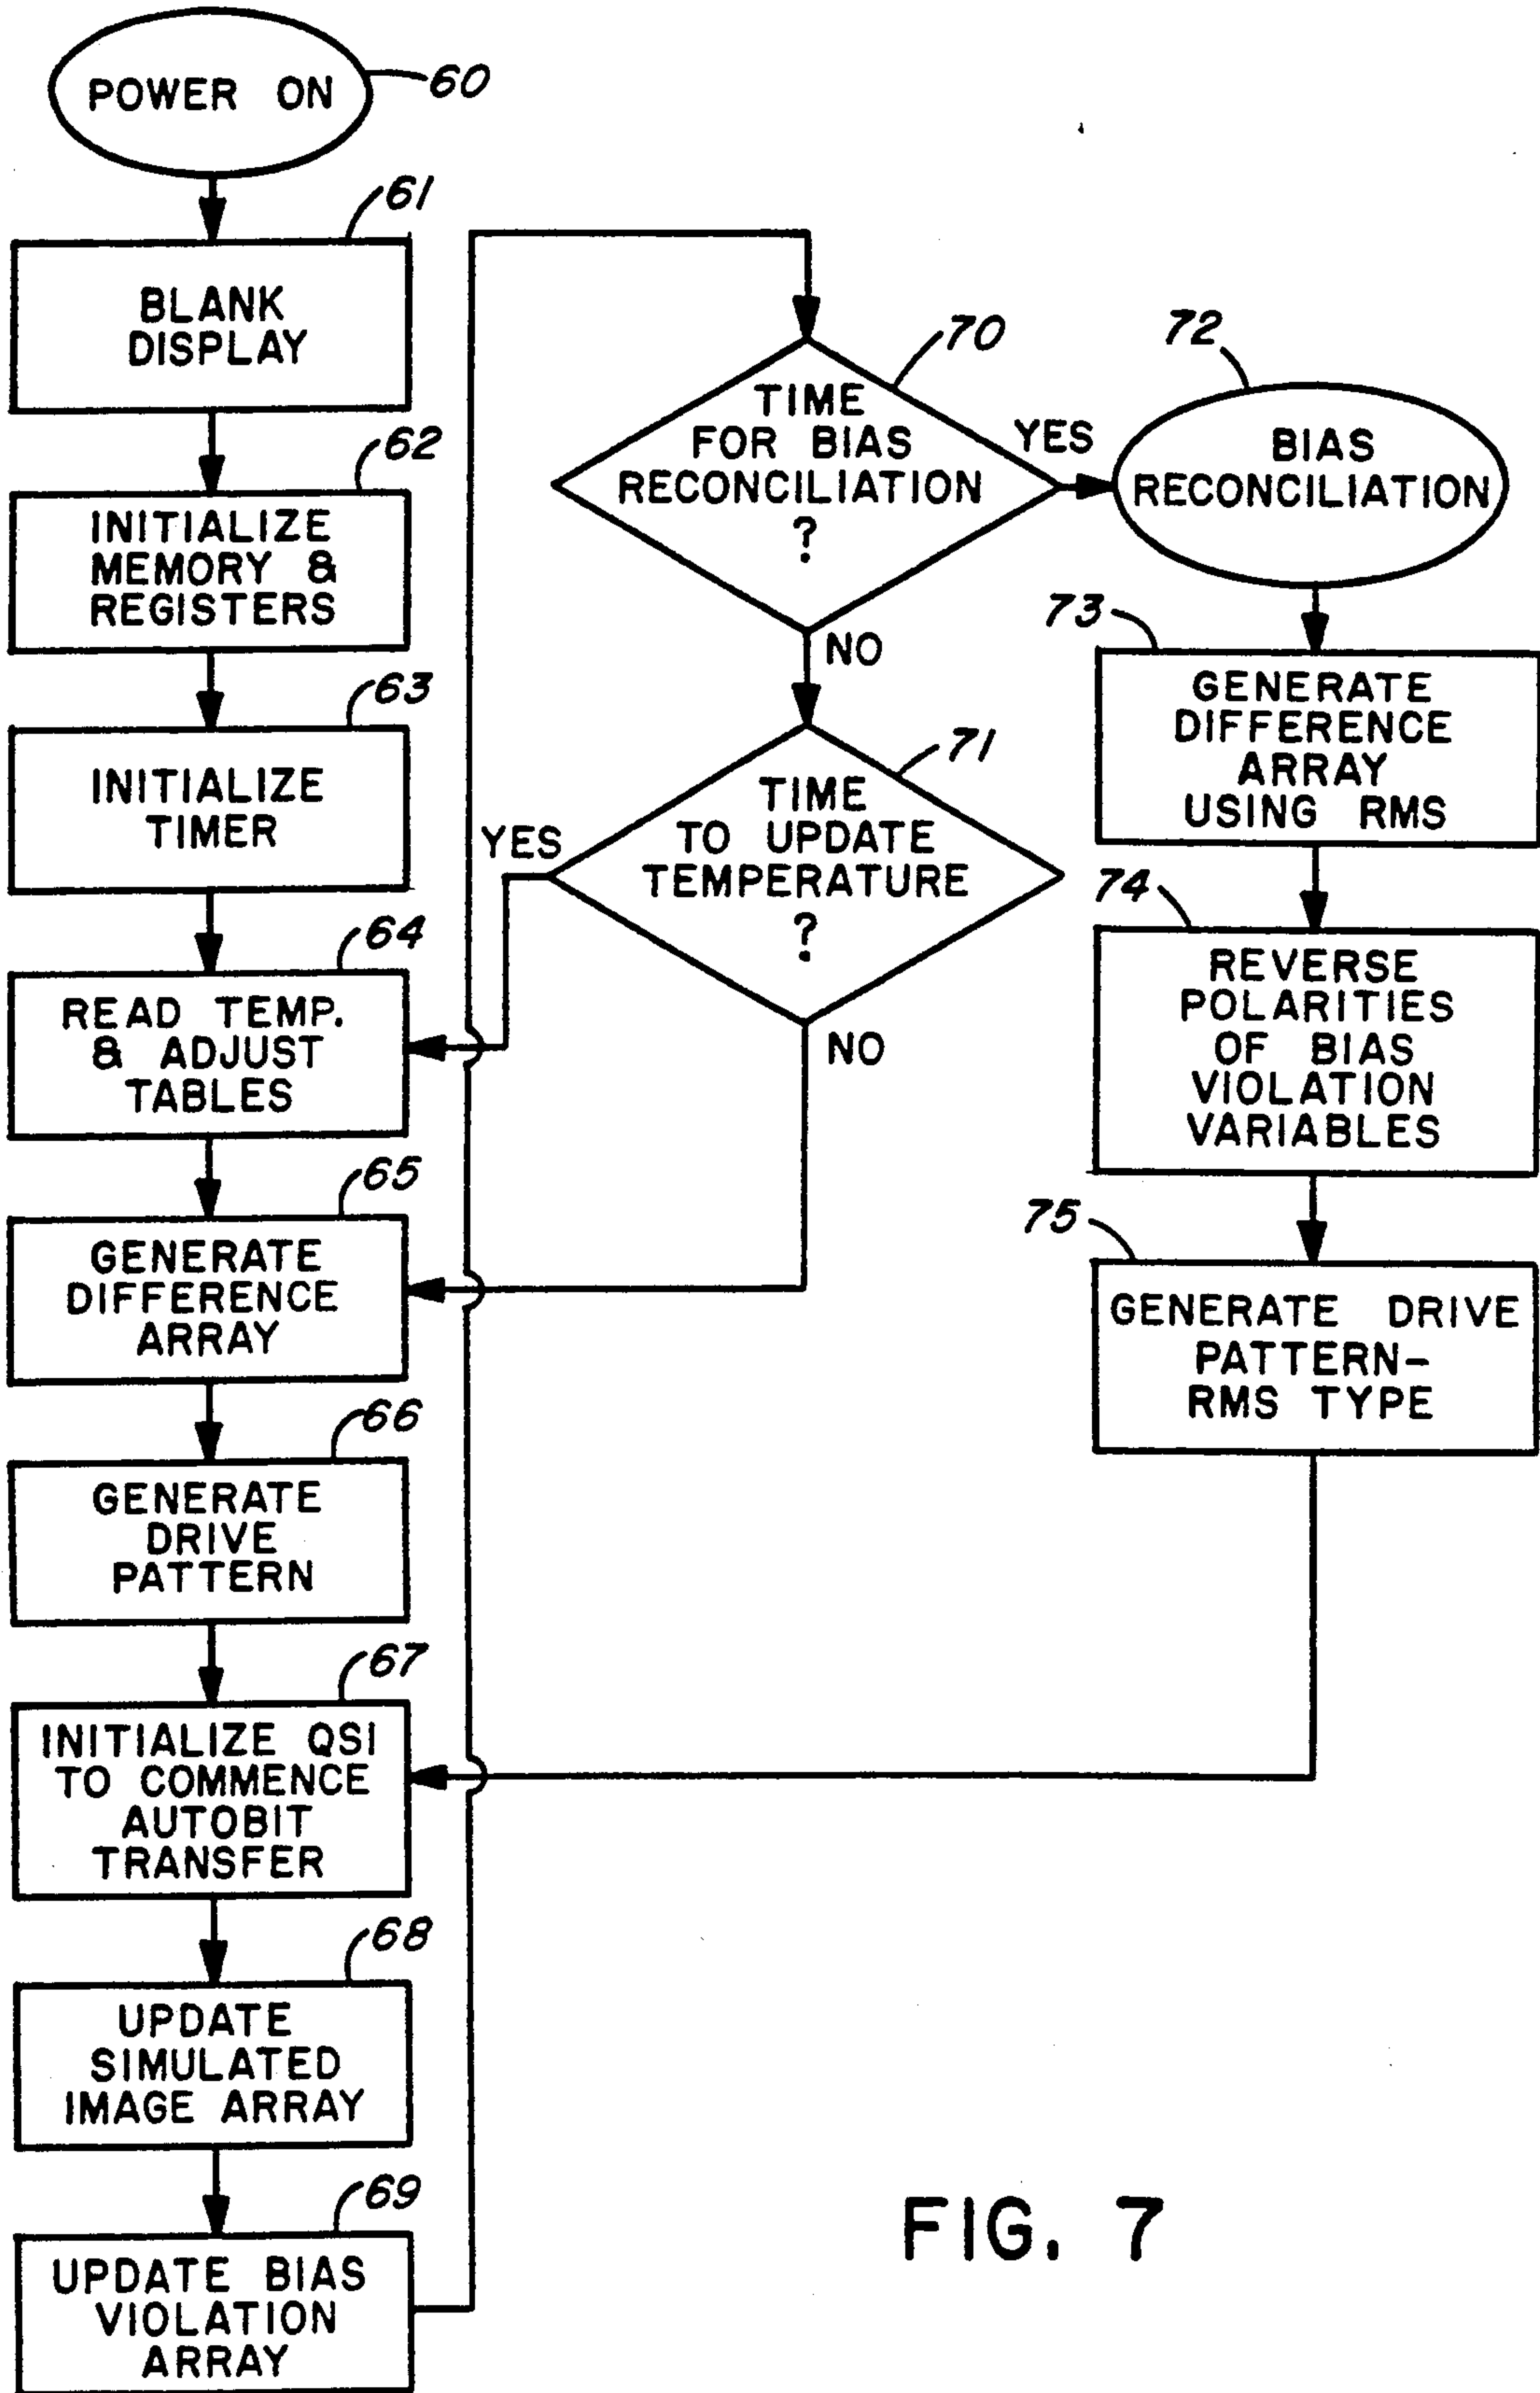 POWER ON
60
61
BLANK
DISPLAY
62
INITIALIZE
MEMORY &
REGISTERS
63
INITIALIZE
TIMER
64
READ TEMP.
& ADJUST
TABLES
65
GENERATE
DIFFERENCE
ARRAY
66
GENERATE
DRIVE
PATTERN
67
INITIALIZE QSI
TO COMMENCE
AUTOBIT
TRANSFER
68
UPDATE
SIMULATED
IMAGE ARRAY
69
UPDATE BIAS
VIOLATION
ARRAY
70
TIME
FOR BIAS
RECONCILIATION
?
YES
NO
71
TIME
TO UPDATE
TEMPERATURE
?
YES
NO
72
BIAS
RECONCILIATION
73
GENERATE
DIFFERENCE
ARRAY
USING RMS
74
REVERSE
POLARITIES
OF BIAS
VIOLATION
VARIABLES
75
GENERATE DRIVE
PATTERN-
RMS TYPE
FIG. 7